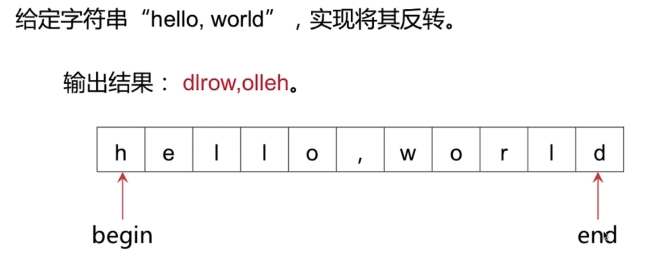 给定字符串“hello, world”，实现将其反转。
输出结果：dlrow,olleh。
h e l l o , w o r l d
begin end